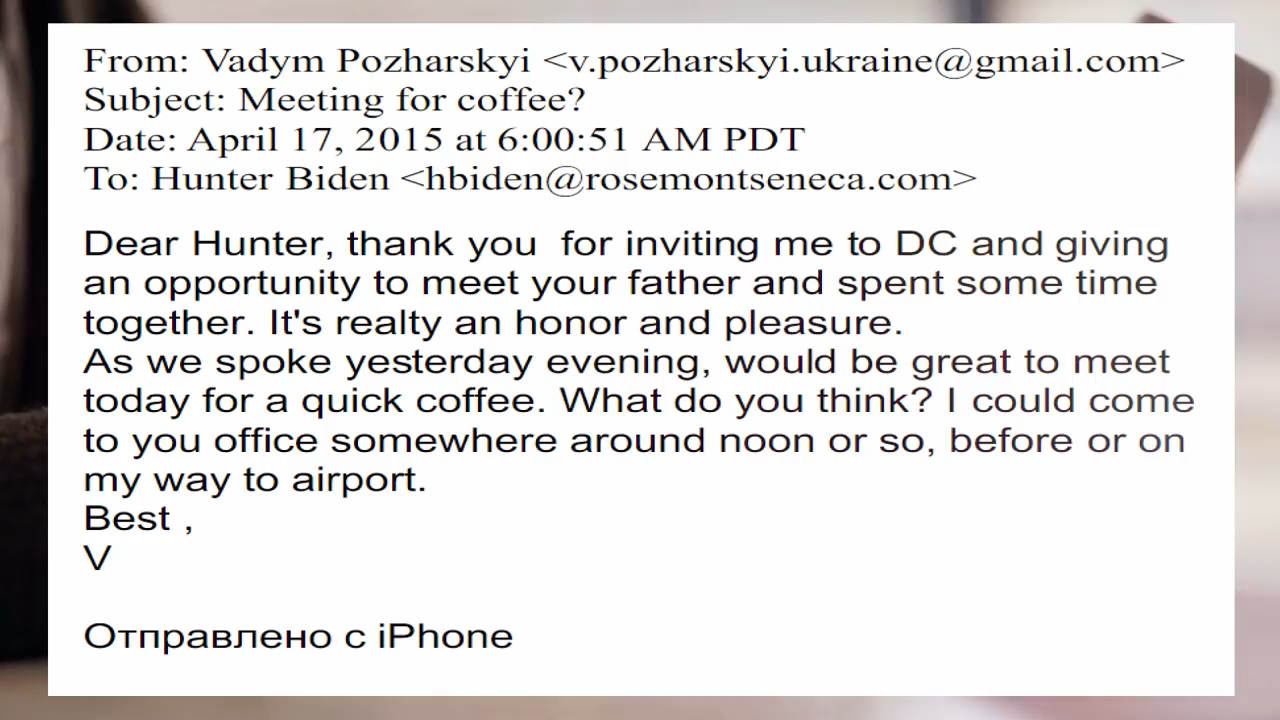 From: Vadym Pozharskyi <v.pozharskyi.ukraine@gmail.com>
Subject: Meeting for coffee?
Date: April 17, 2015 at 6:00:51 AM PDT
To: Hunter Biden <hbiden@rosemontseneca.com>
Dear Hunter, thank you  for inviting me to DC and giving
an opportunity to meet your father and spent some time
together. It's realty an honor and pleasure.
As we spoke yesterday evening, would be great to meet
today for a quick coffee. What do you think? I could come
to you office somewhere around noon or so, before or on
my way to airport.
Best ,
V
Отправлено с iPhone